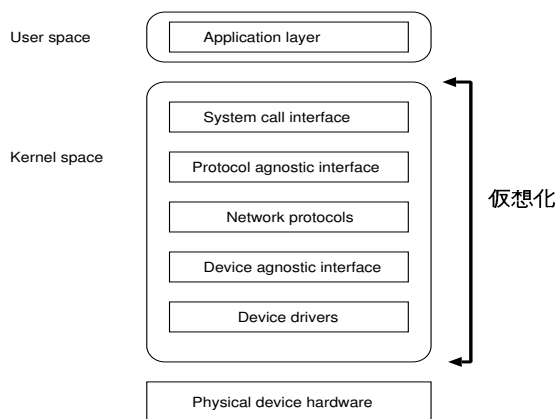 User space
Application layer
System call interface
Kernel space
Protocol agnostic interface
仮想化
Network protocols
Device agnostic interface
Device drivers
Physical device hardware